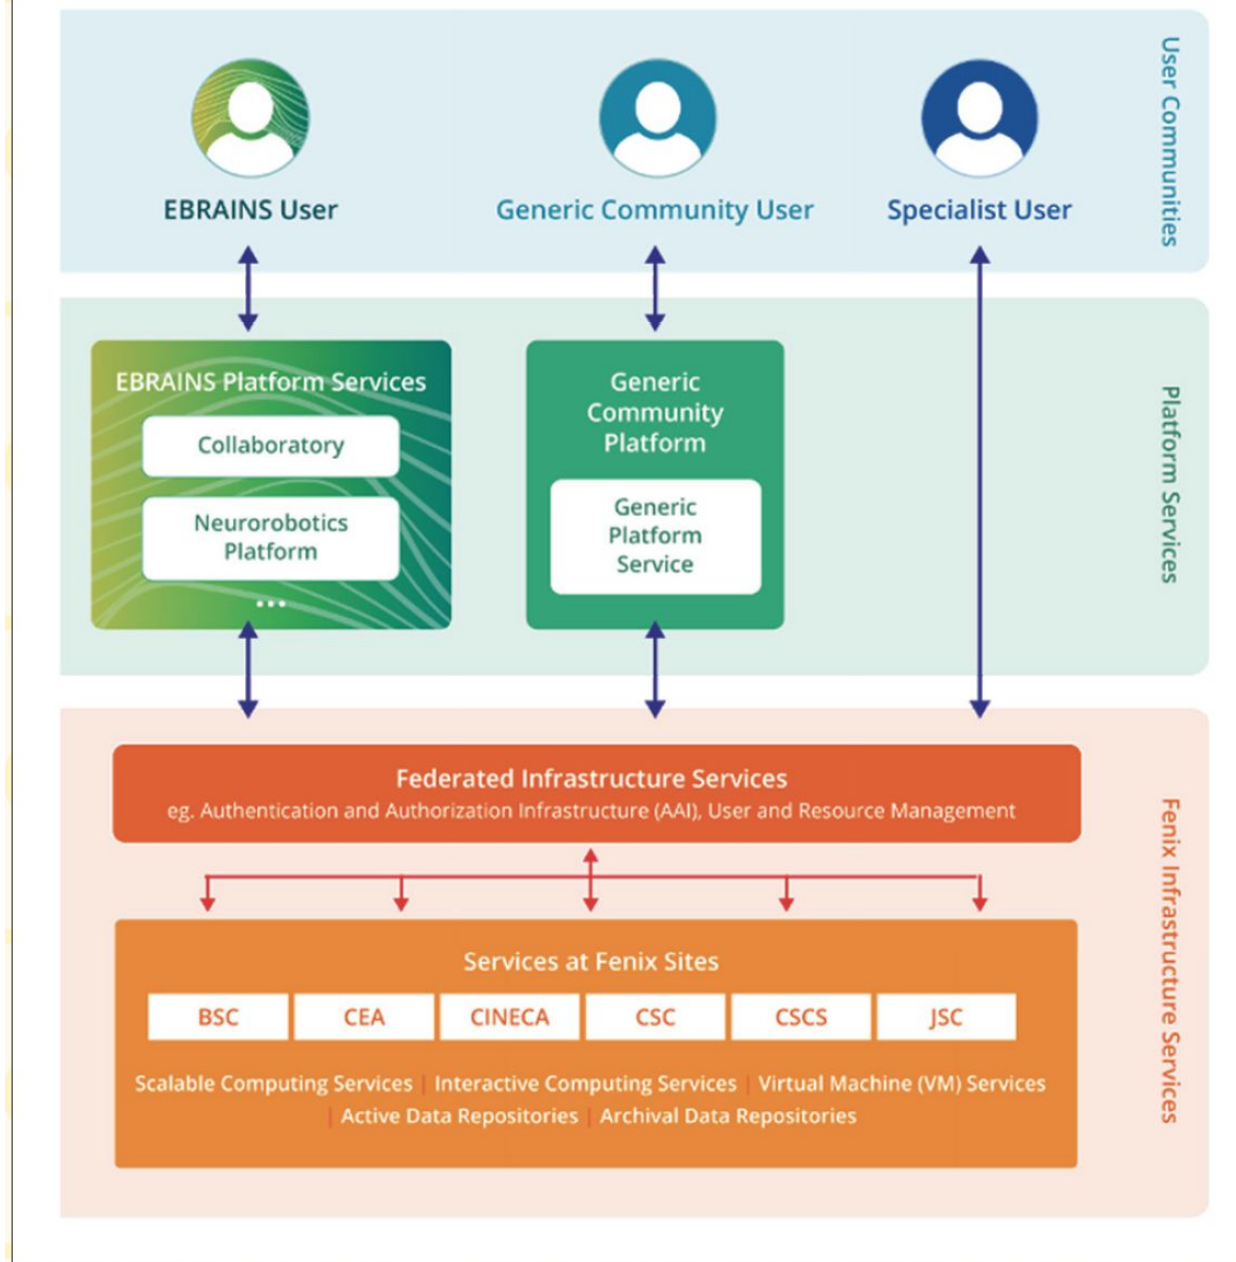 User Communities
EBRAINS User
Generic Community User
Specialist User
Platform Services
EBRAINS Platform Services
Collaboratory
Neurorobotics
Platform
...
Generic
Community
Platform
Generic
Platform
Service
Fenix Infrastructure Services
Federated Infrastructure Services
eg. Authentication and Authorization Infrastructure (AAI), User and Resource Management
Services at Fenix Sites
BSC
CEA
CINECA
CSC
CSCS
JSC
Scalable Computing Services | Interactive Computing Services | Virtual Machine (VM) Services
| Active Data Repositories | Archival Data Repositories